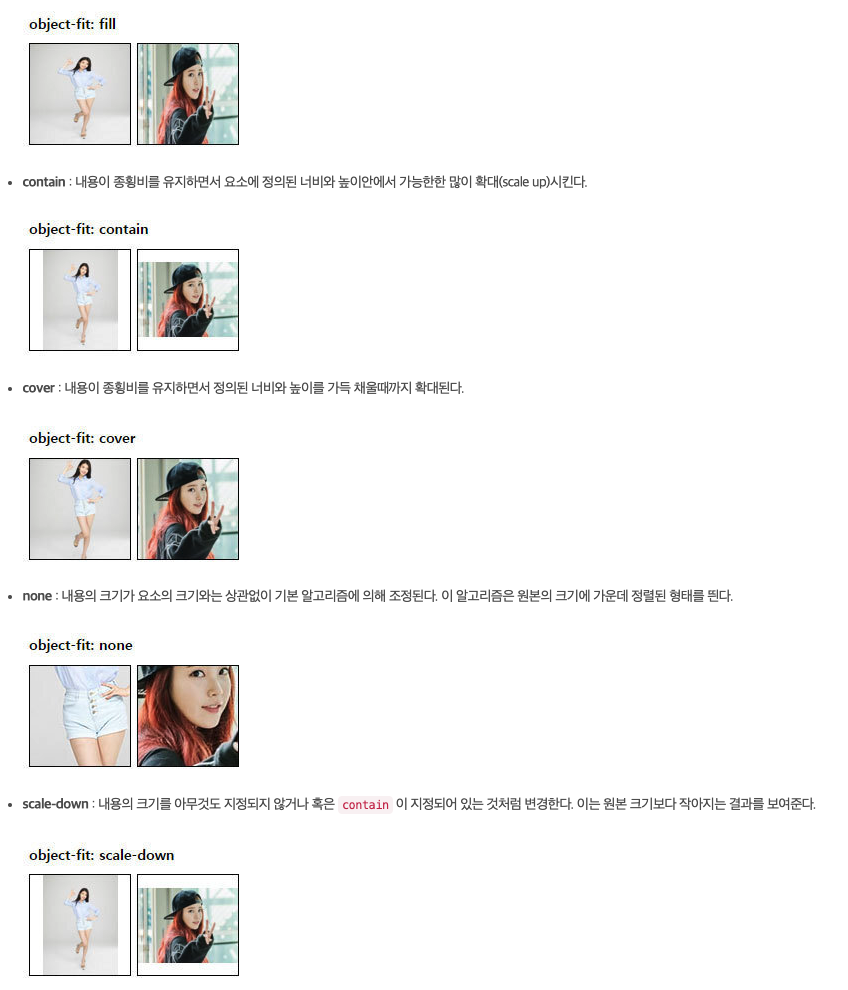 object-fit: fill
contain : 내용이 종횡비를 유지하면서 요소에 정의된 너비와 높이안에서 가능한한 많이 확대(scale up)시킨다.
object-fit: contain
cover : 내용이 종횡비를 유지하면서 정의된 너비와 높이를 가득 채울때까지 확대된다.
object-fit: cover
none : 내용의 크기가 요소의 크기와는 상관없이 기본 알고리즘에 의해 조정된다. 이 알고리즘은 원본의 크기에 가운데 정렬된 형태를 띈다.
object-fit: none
scale-down : 내용의 크기를 아무것도 지정되지 않거나 혹은 contain 이 지정되어 있는 것처럼 변경한다. 이는 원본 크기보다 작아지는 결과를 보여준다.
object-fit: scale-down